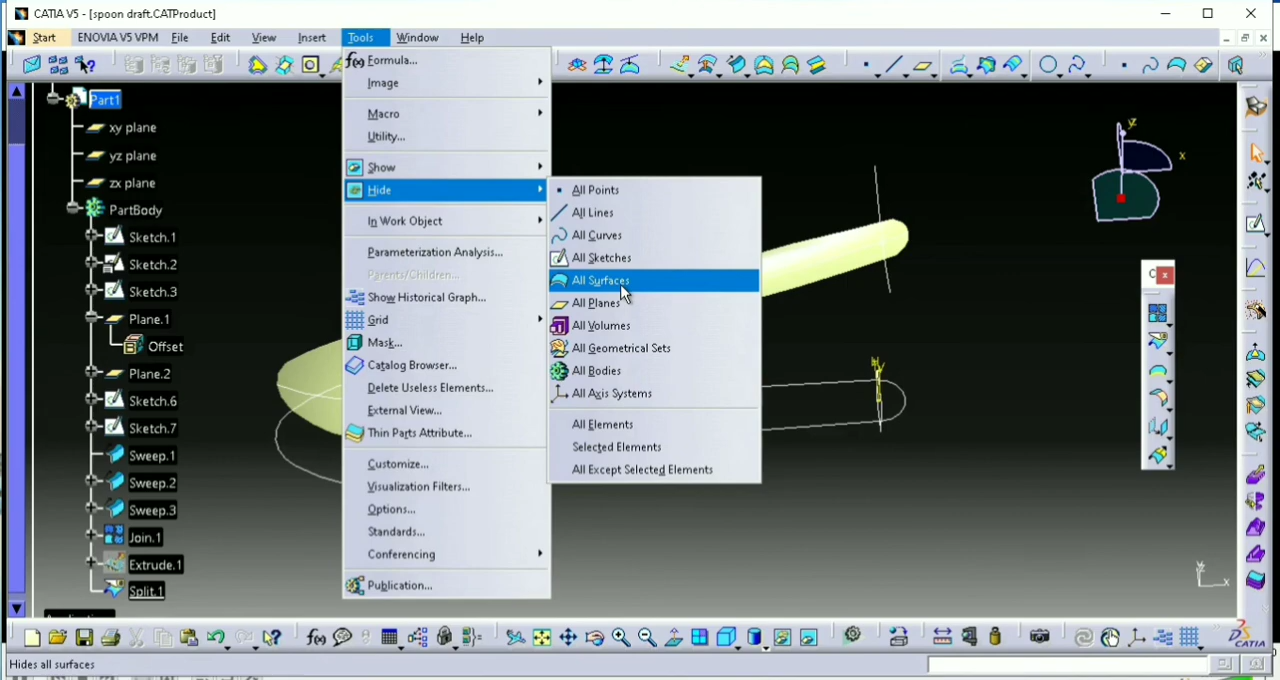 CATIA V5 - [spoon draft.CATProduct]
Start ENOVIA V5 VPM File Edit View Insert Tools Window Help
Part1
xy plane
yz plane
zx plane
PartBody
Sketch.1
Sketch.2
Sketch.3
Plane.1
Offset
Plane.2
Sketch.6
Sketch.7
Sweep.1
Sweep.2
Sweep.3
Join.1
Extrude.1
Split.1
f(x) Formula...
Image
Macro
Utility...
Show
Hide
In Work Object
Parameterization Analysis...
Parents/Children...
Show Historical Graph...
Grid
Mask...
Catalog Browser...
Delete Useless Elements...
External View...
Thin Parts Attribute...
Customize...
Visualization Filters...
Options...
Standards...
Conferencing
Publication...
All Points
All Lines
All Curves
All Sketches
All Surfaces
All Planes
All Volumes
All Geometrical Sets
All Bodies
All Axis Systems
All Elements
Selected Elements
All Except Selected Elements
z
x
y
x
f(x)
CATIA
Hides all surfaces